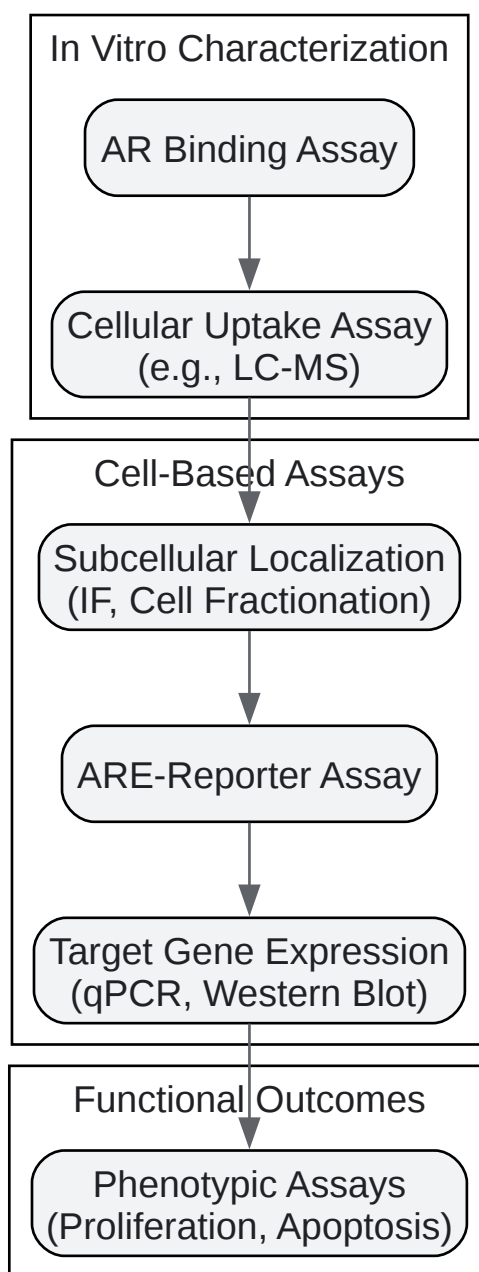 In Vitro Characterization
AR Binding Assay
Cellular Uptake Assay
(e.g., LC-MS)
Cell-Based Assays
Subcellular Localization
(IF, Cell Fractionation)
ARE-Reporter Assay
Target Gene Expression
(qPCR, Western Blot)
Functional Outcomes
Phenotypic Assays
(Proliferation, Apoptosis)